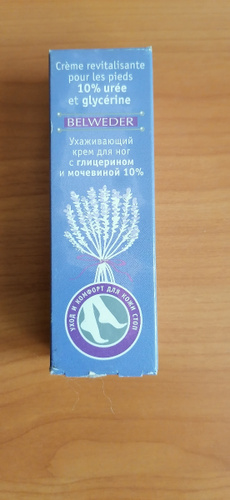 Crème revitalisante
pour les pieds
10% urée
et glycérine
BELWEDER
Ухаживающий
крем для ног
с глицерином
и мочевиной 10%
УХОД И КОМФОРТ ДЛЯ КОЖИ СТОП